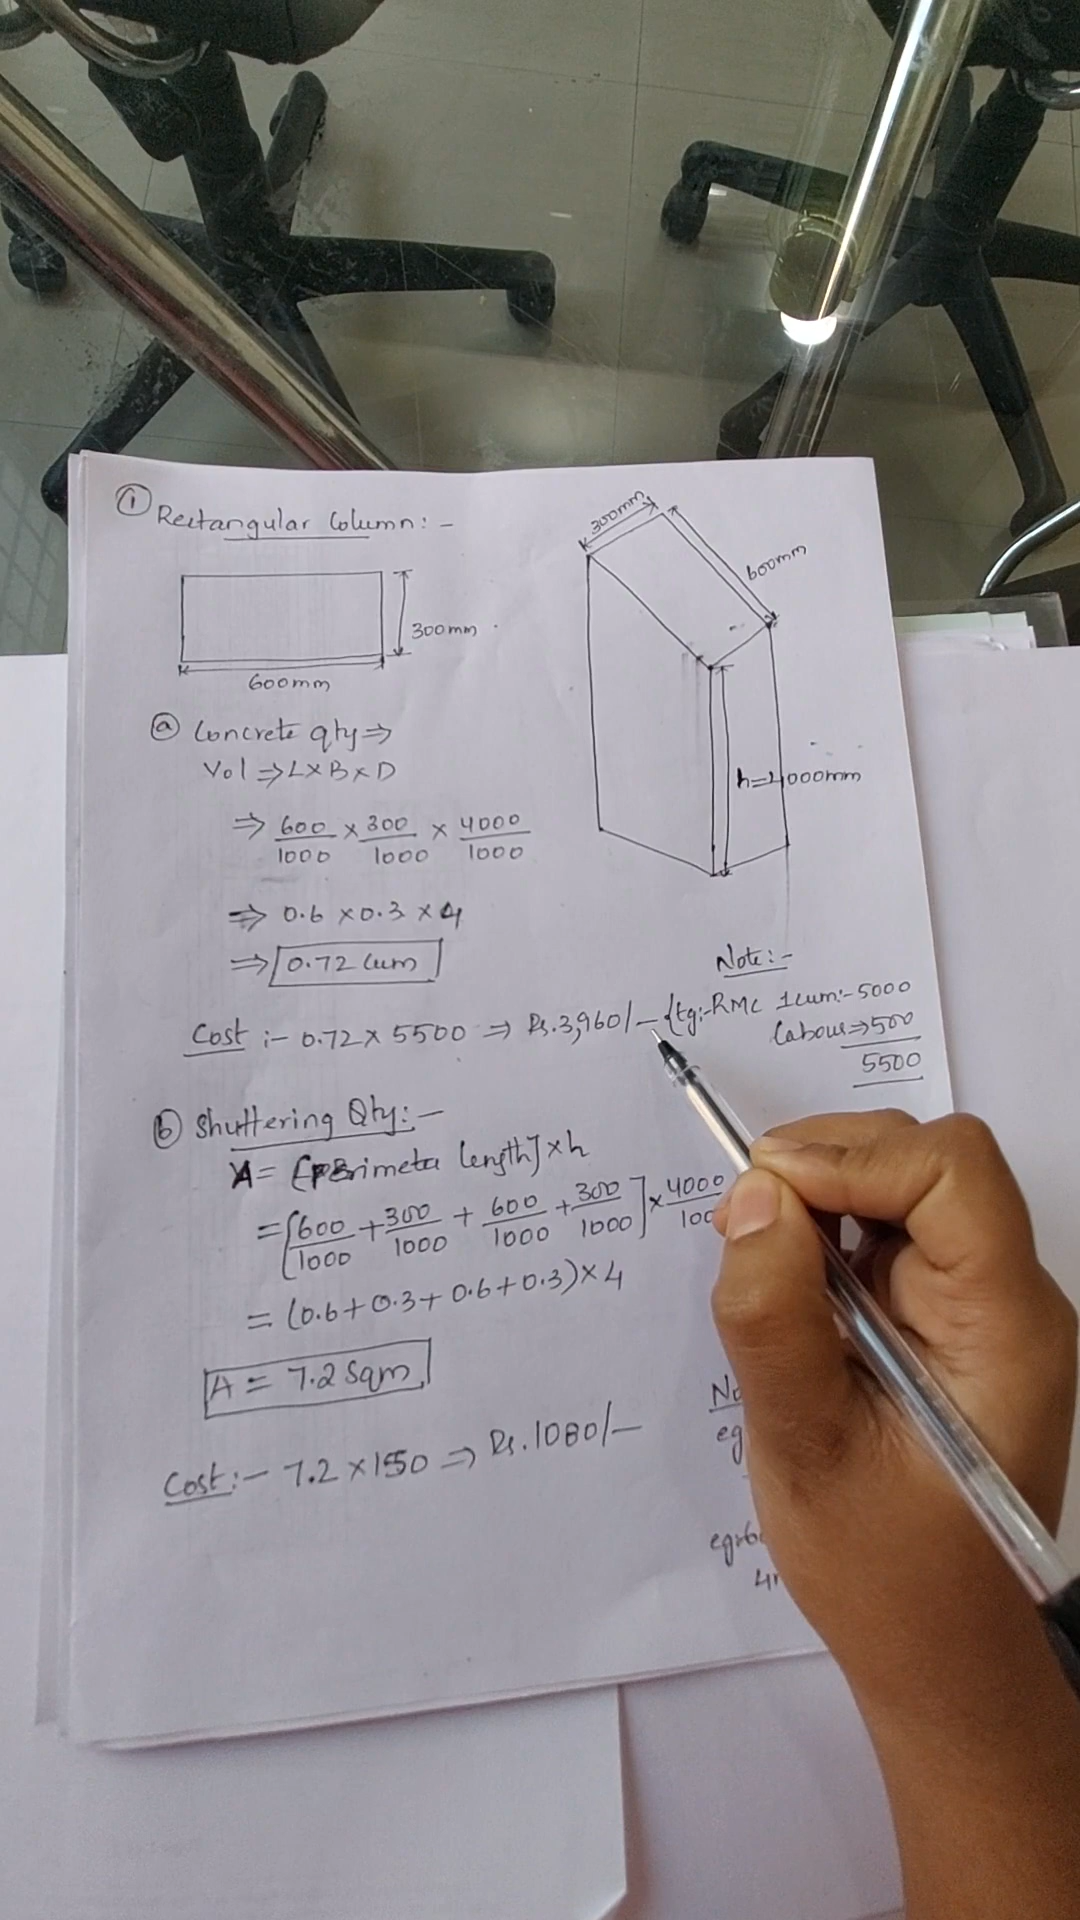 ① Rectangular Column:-
300mm
600mm
300mm
600mm
h=4000mm
ⓐ Concrete qty⇒
Vol ⇒ L×B×D
⇒ 600/1000 × 300/1000 × 4000/1000
⇒ 0.6 × 0.3 × 4
⇒ 0.72 Cum
Note:-
Cost :- 0.72 × 5500 ⇒ Rs.3,960/- {eg:-RMC 1cum:-5000
labour⇒500
5500
ⓑ Shuttering Qty:-
A = [Perimeter length] × h
= [600/1000 + 300/1000 + 600/1000 + 300/1000] × 4000/100
= (0.6+0.3+0.6+0.3)×4
A = 7.2 Sqm
Cost:- 7.2 × 150 ⇒ Rs.1080/-
No
eg